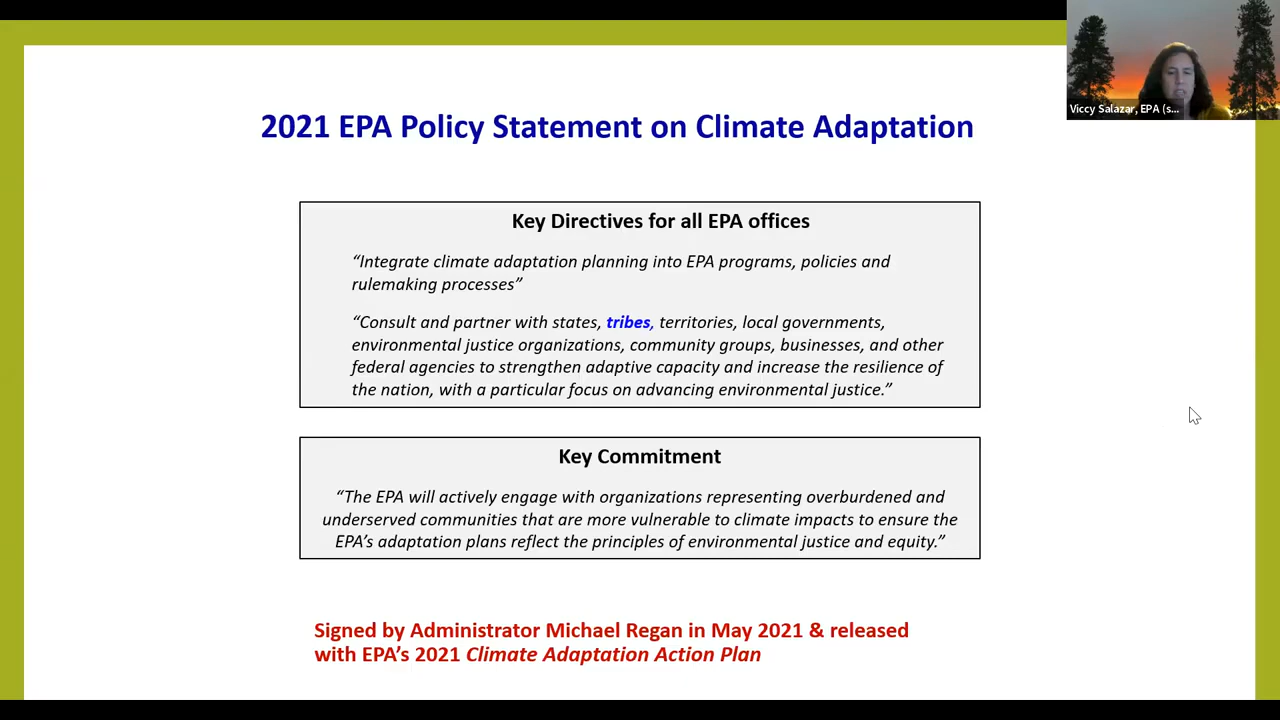 2021 EPA Policy Statement on Climate Adaptation
Viccy Salazar, EPA (s...
Key Directives for all EPA offices
“Integrate climate adaptation planning into EPA programs, policies and
rulemaking processes”
“Consult and partner with states, tribes, territories, local governments,
environmental justice organizations, community groups, businesses, and other
federal agencies to strengthen adaptive capacity and increase the resilience of
the nation, with a particular focus on advancing environmental justice.”
Key Commitment
“The EPA will actively engage with organizations representing overburdened and
underserved communities that are more vulnerable to climate impacts to ensure the
EPA’s adaptation plans reflect the principles of environmental justice and equity.”
Signed by Administrator Michael Regan in May 2021 & released
with EPA’s 2021 Climate Adaptation Action Plan